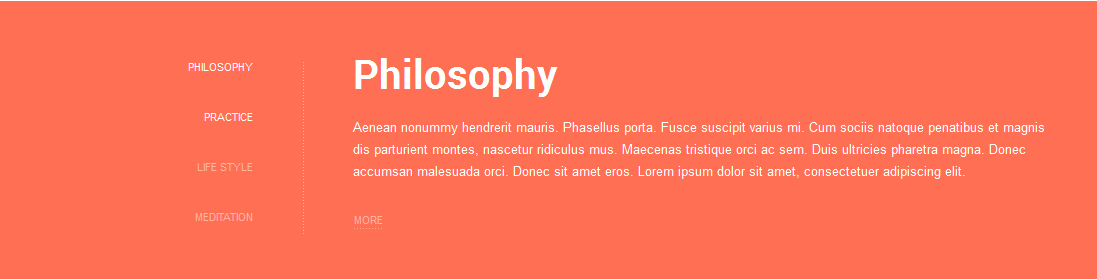 PHILOSOPHY
PRACTICE
LIFE STYLE
MEDITATION
Philosophy
Aenean nonummy hendrerit mauris. Phasellus porta. Fusce suscipit varius mi. Cum sociis natoque penatibus et magnis
dis parturient montes, nascetur ridiculus mus. Maecenas tristique orci ac sem. Duis ultricies pharetra magna. Donec
accumsan malesuada orci. Donec sit amet eros. Lorem ipsum dolor sit amet, consectetuer adipiscing elit.
MORE